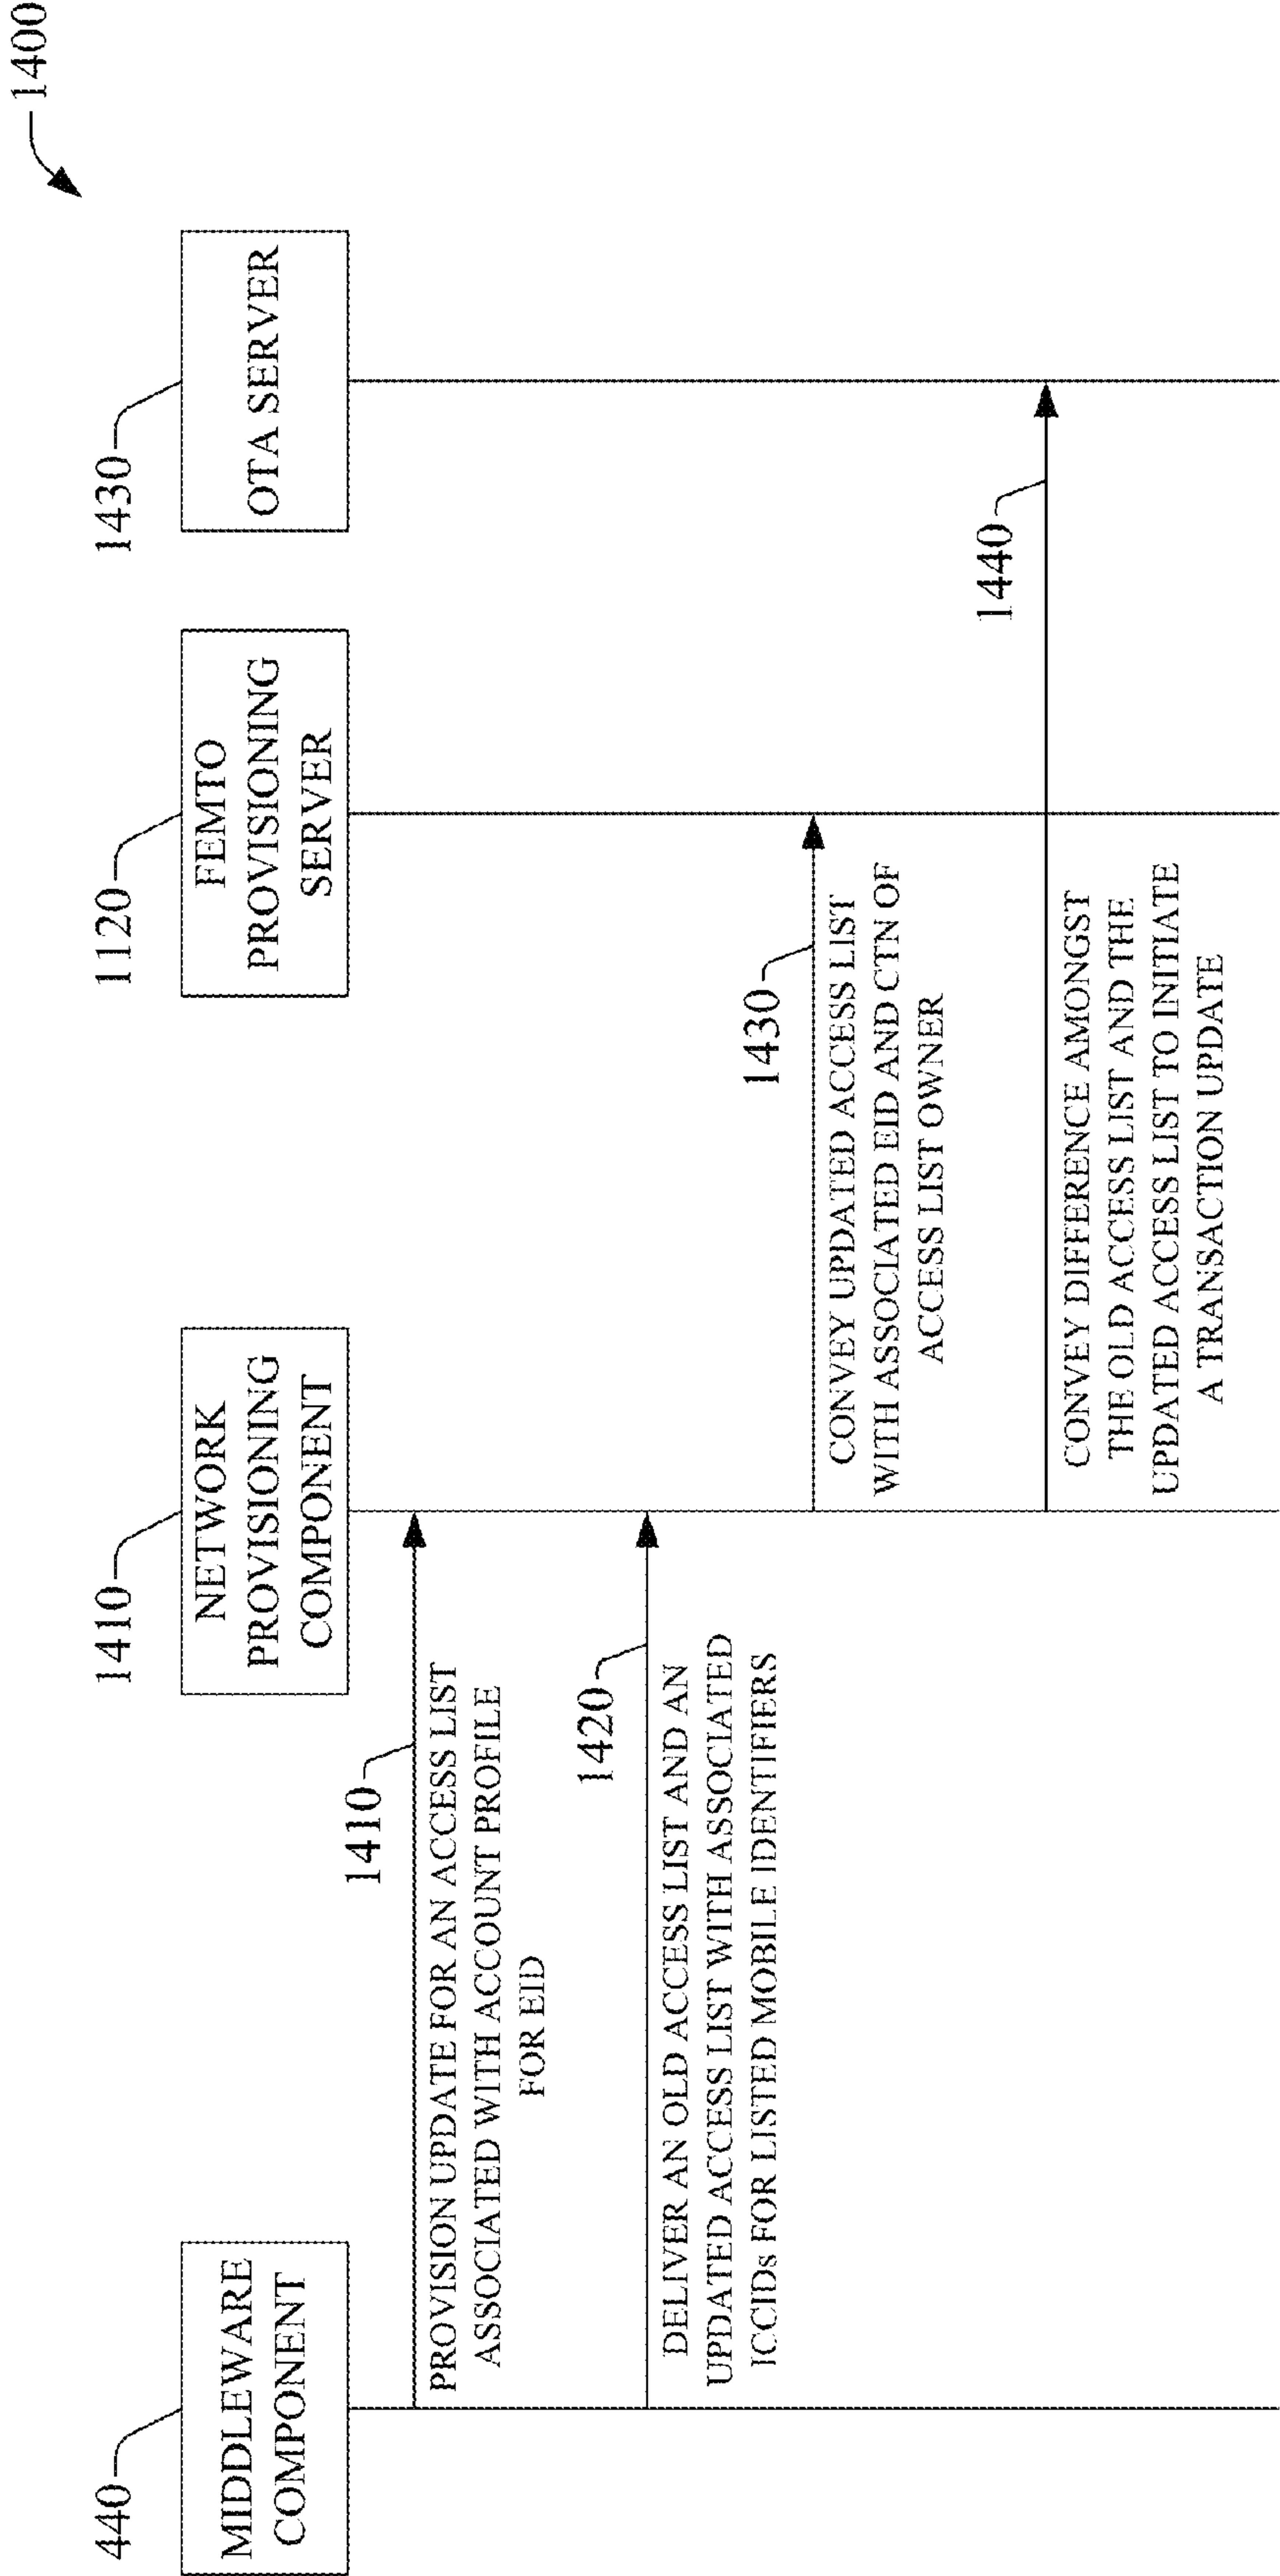 1400
440
MIDDLEWARE
COMPONENT
1410
NETWORK
PROVISIONING
COMPONENT
1120
FEMTO
PROVISIONING
SERVER
1430
OTA SERVER
1410
PROVISION UPDATE FOR AN ACCESS LIST
ASSOCIATED WITH ACCOUNT PROFILE
FOR EID
1420
DELIVER AN OLD ACCESS LIST AND AN
UPDATED ACCESS LIST WITH ASSOCIATED
ICCIDs FOR LISTED MOBILE IDENTIFIERS
1430
CONVEY UPDATED ACCESS LIST
WITH ASSOCIATED EID AND CTN OF
ACCESS LIST OWNER
1440
CONVEY DIFFERENCE AMONGST
THE OLD ACCESS LIST AND THE
UPDATED ACCESS LIST TO INITIATE
A TRANSACTION UPDATE